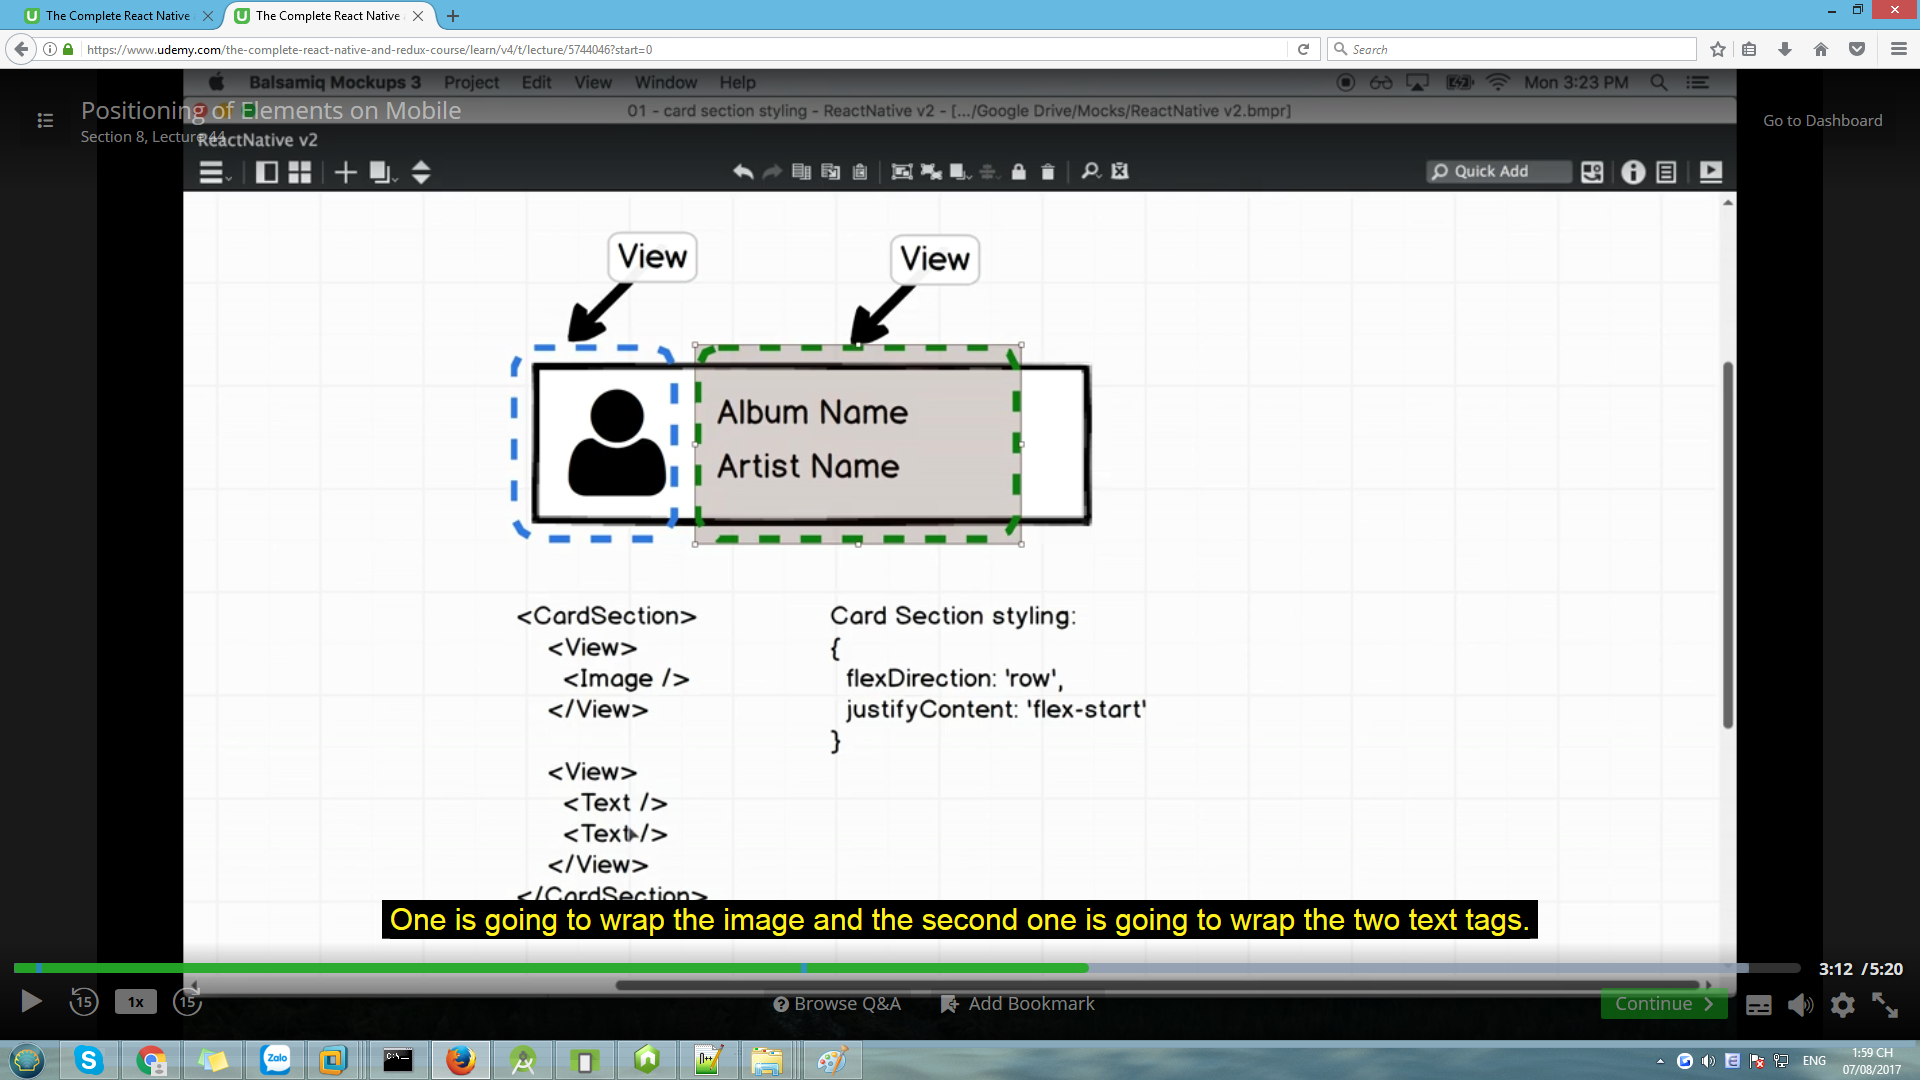 The Complete React Native
The Complete React Native
https://www.udemy.com/the-complete-react-native-and-redux-course/learn/v4/t/lecture/5744046?start=0
Search
Balsamiq Mockups 3 Project Edit View Window Help
Mon 3:23 PM
Positioning of Elements on Mobile
01 - card section styling - ReactNative v2 - [.../Google Drive/Mocks/ReactNative v2.bmpr]
Section 8, Lecture 44
Go to Dashboard
ReactNative v2
Quick Add
View
View
Album Name
Artist Name
<CardSection>
<View>
<Image />
</View>
<View>
<Text />
<Text />
</View>
</CardSection>
Card Section styling:
{
flexDirection: 'row',
justifyContent: 'flex-start'
}
One is going to wrap the image and the second one is going to wrap the two text tags.
3:12 / 5:20
15
1x
15
Browse Q&A
Add Bookmark
Continue
Zalo
C:\_
ENG
1:59 CH
07/08/2017